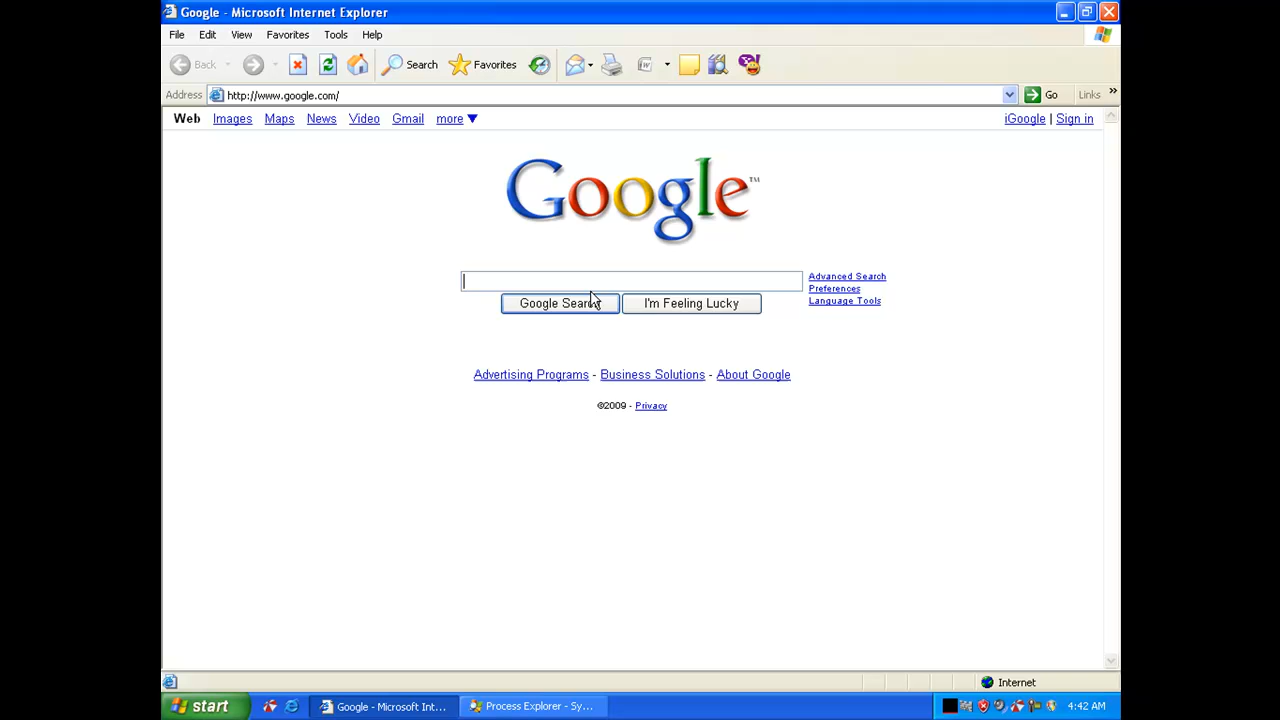 Google - Microsoft Internet Explorer
File Edit View Favorites Tools Help
Back Search Favorites
Address http://www.google.com/ Go Links »
Web Images Maps News Video Gmail more ▼ iGoogle | Sign in
Google™
Advanced Search
Preferences
Language Tools
Google Search I'm Feeling Lucky
Advertising Programs - Business Solutions - About Google
©2009 - Privacy
Internet
start Google - Microsoft Int... Process Explorer - Sy... 4:42 AM